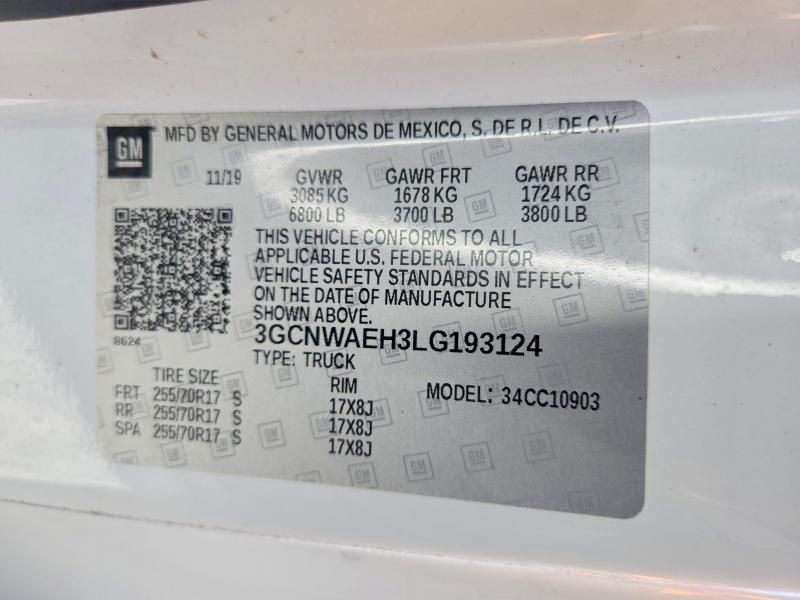 GM
MFD BY GENERAL MOTORS DE MEXICO, S. DE R.L. DE C.V.
11/19 GVWR GAWR FRT GAWR RR
3085 KG 1678 KG 1724 KG
6800 LB 3700 LB 3800 LB
THIS VEHICLE CONFORMS TO ALL
APPLICABLE U.S. FEDERAL MOTOR
VEHICLE SAFETY STANDARDS IN EFFECT
ON THE DATE OF MANUFACTURE
SHOWN ABOVE.
8624
3GCNWAEH3LG193124
TYPE: TRUCK
TIRE SIZE RIM MODEL: 34CC10903
FRT 255/70R17 S 17X8J
RR 255/70R17 S 17X8J
SPA 255/70R17 S 17X8J